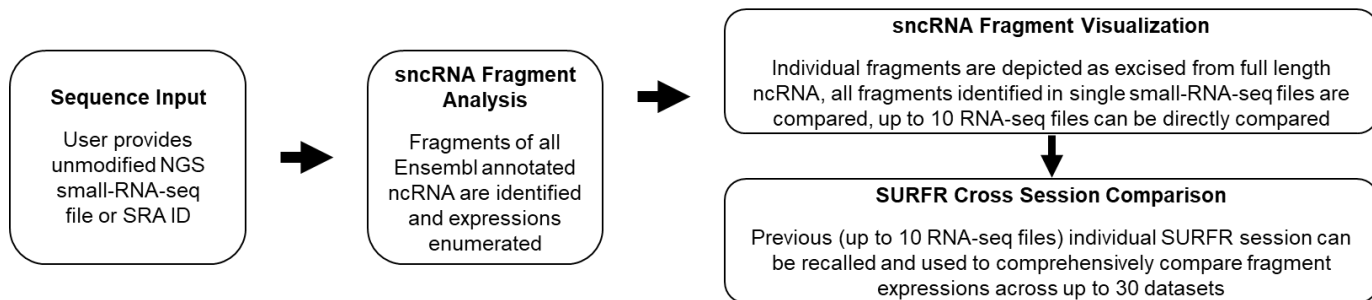 Sequence Input
User provides
unmodified NGS
small-RNA-seq
file or SRA ID
sncRNA Fragment
Analysis
Fragments of all
Ensembl annotated
ncRNA are identified
and expressions
enumerated
sncRNA Fragment Visualization
Individual fragments are depicted as excised from full length
ncRNA, all fragments identified in single small-RNA-seq files are
compared, up to 10 RNA-seq files can be directly compared
SURFR Cross Session Comparison
Previous (up to 10 RNA-seq files) individual SURFR session can
be recalled and used to comprehensively compare fragment
expressions across up to 30 datasets